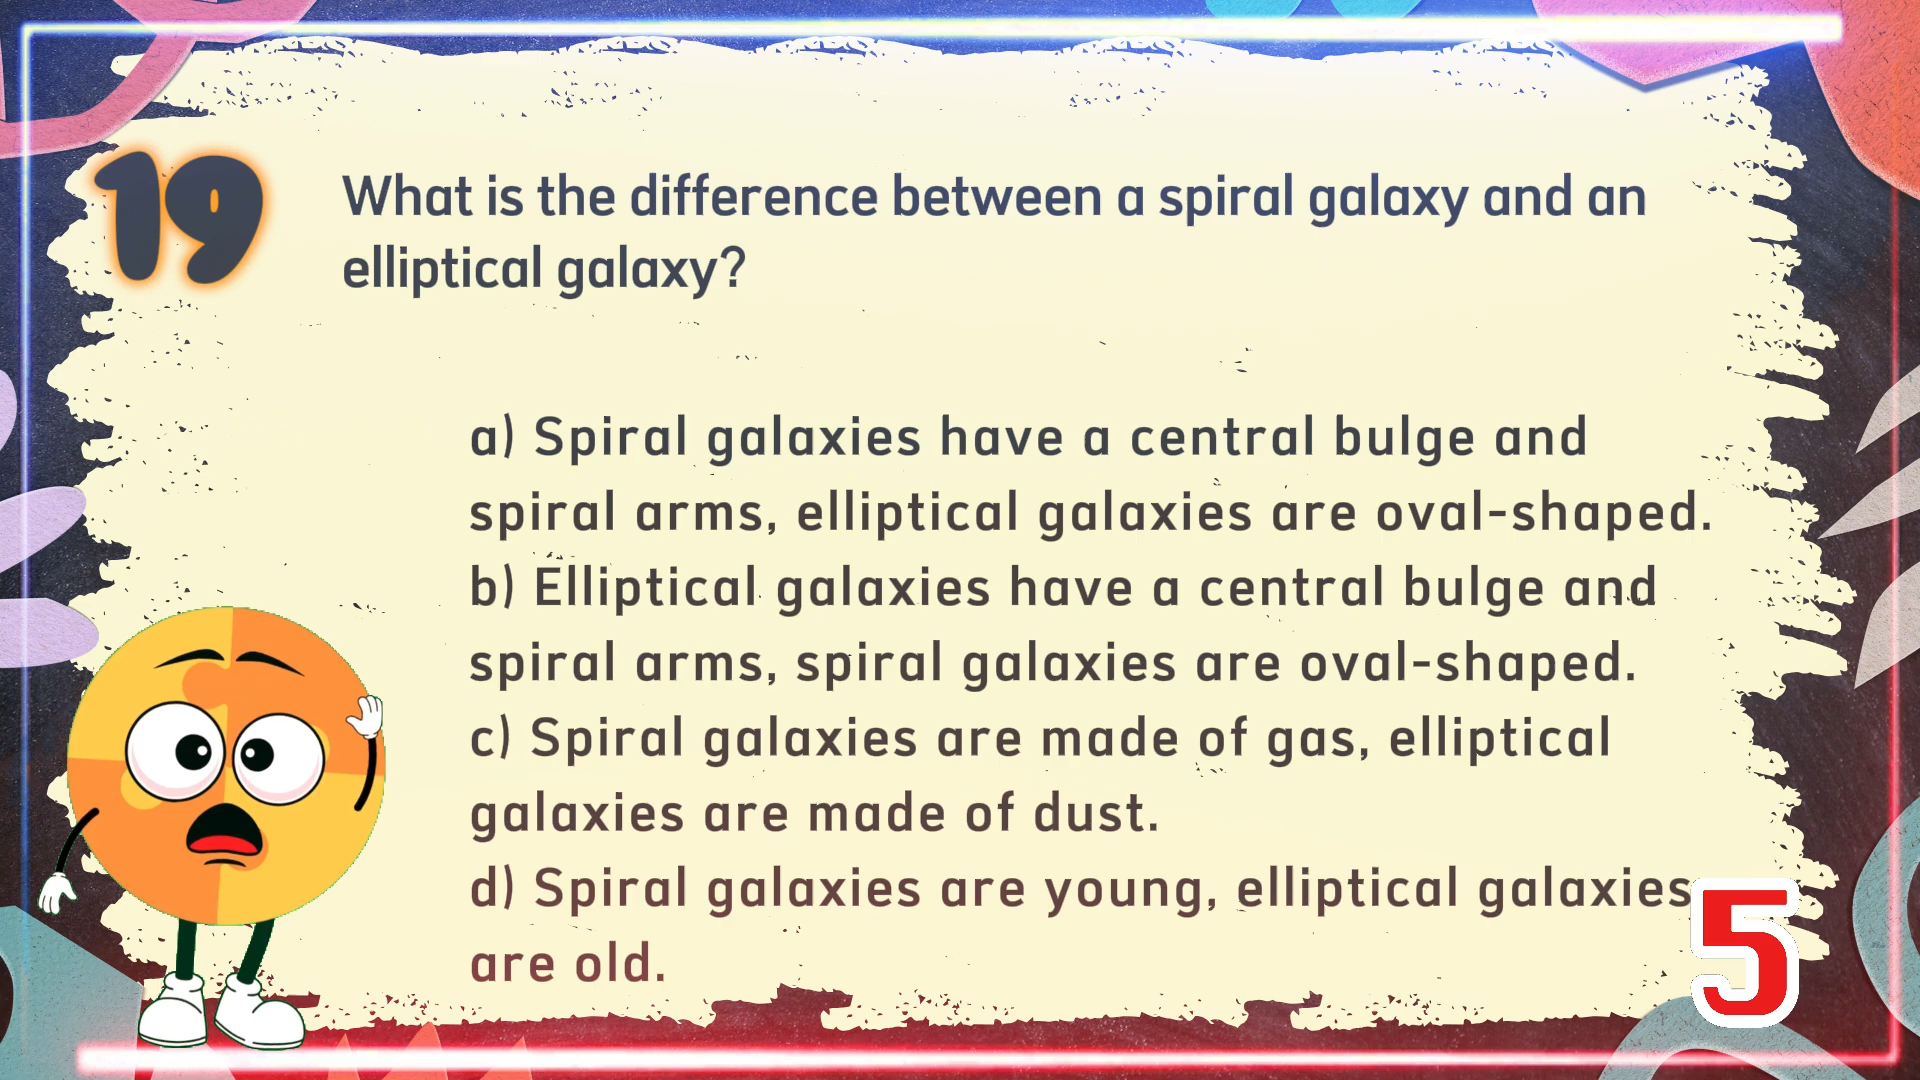 19
What is the difference between a spiral galaxy and an
elliptical galaxy?
a) Spiral galaxies have a central bulge and
spiral arms, elliptical galaxies are oval-shaped.
b) Elliptical galaxies have a central bulge and
spiral arms, spiral galaxies are oval-shaped.
c) Spiral galaxies are made of gas, elliptical
galaxies are made of dust.
d) Spiral galaxies are young, elliptical galaxies
are old.
5